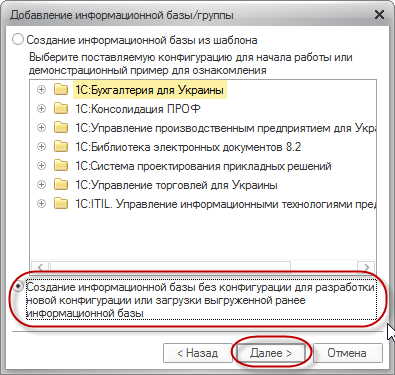 Добавление информационной базы/группы
Создание информационной базы из шаблона
Выберите поставляемую конфигурацию для начала работы или
демонстрационный пример для ознакомления
1С:Бухгалтерия для Украины
1С:Консолидация ПРОФ
1С:Управление производственным предприятием для Укра
1С:Библиотека электронных документов 8.2
1С:Система проектирования прикладных решений
1С:Управление торговлей для Украины
1С:ITIL. Управление информационными технологиями пред
Создание информационной базы без конфигурации для разработки
новой конфигурации или загрузки выгруженной ранее
информационной базы
< Назад
Далее >
Отмена